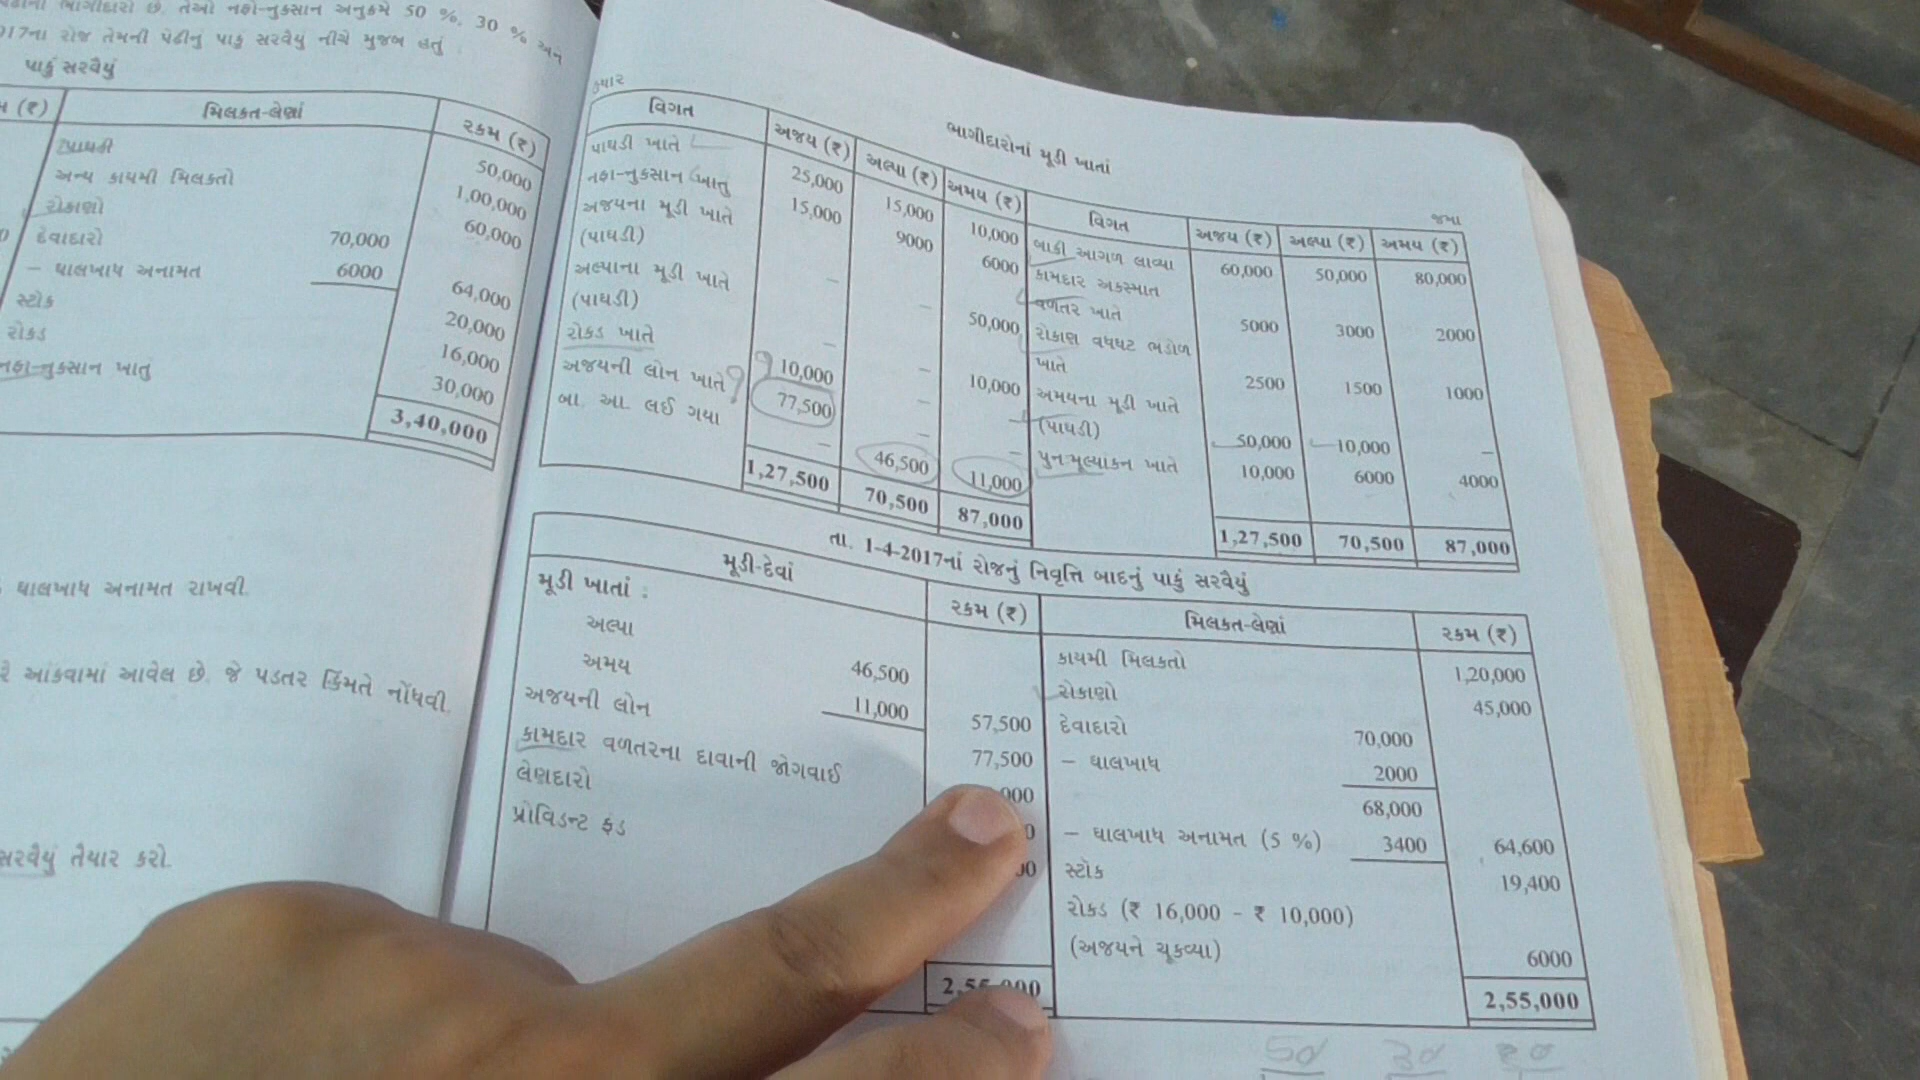 ભાગીદારો છે. તેઓ નફો-નુકસાન અનુક્રમે 50 %, 30 % અને
017ના રોજ તેમની પેઢીનું પાકું સરવૈયું નીચે મુજબ હતું
પાકું સરવૈયું
(₹) મિલકત-લેણાં રકમ (₹)
પાઘડી 50,000
અન્ય કાયમી મિલકતો 1,00,000
રોકાણો 60,000
દેવાદારો 70,000
– ઘાલખાધ અનામત 6000 64,000
સ્ટોક 20,000
રોકડ 16,000
નફા-નુકસાન ખાતું 30,000
3,40,000
ઘાલખાધ અનામત રાખવી.
આંકવામાં આવેલ છે. જે પડતર કિંમતે નોંધવી.
સરવૈયું તૈયાર કરો.
ભાગીદારોનાં મૂડી ખાતાં
ઉધાર જમા
વિગત અજય (₹) અલ્પા (₹) અમય (₹)
પાઘડી ખાતે 25,000 15,000 10,000
નફા-નુકસાન ખાતું 15,000 9000 6000
અજયના મૂડી ખાતે
(પાઘડી) – – 50,000
અલ્પાના મૂડી ખાતે
(પાઘડી) – – 10,000
રોકડ ખાતે 10,000 – –
અજયની લોન ખાતે 77,500 – –
બા. આ. લઈ ગયા – 46,500 11,000
1,27,500 70,500 87,000
વિગત અજય (₹) અલ્પા (₹) અમય (₹)
બાકી આગળ લાવ્યા 60,000 50,000 80,000
કામદાર અકસ્માત
વળતર ખાતે 5000 3000 2000
રોકાણ વધઘટ ભંડોળ
ખાતે 2500 1500 1000
અમયના મૂડી ખાતે
(પાઘડી) 50,000 10,000 –
પુનઃમૂલ્યાંકન ખાતે 10,000 6000 4000
1,27,500 70,500 87,000
તા. 1-4-2017નાં રોજનું નિવૃત્તિ બાદનું પાકું સરવૈયું
મૂડી-દેવાં રકમ (₹)
મૂડી ખાતાં :
અલ્પા 46,500
અમય 11,000 57,500
અજયની લોન 77,500
કામદાર વળતરના દાવાની જોગવાઈ
લેણદારો
પ્રોવિડન્ટ ફંડ
મિલકત-લેણાં રકમ (₹)
કાયમી મિલકતો 1,20,000
રોકાણો 45,000
દેવાદારો 70,000
– ઘાલખાધ 2000
68,000
– ઘાલખાધ અનામત (5 %) 3400 64,600
સ્ટોક 19,400
રોકડ (₹ 16,000 – ₹ 10,000)
(અજયને ચૂકવ્યા) 6000
2,55,000